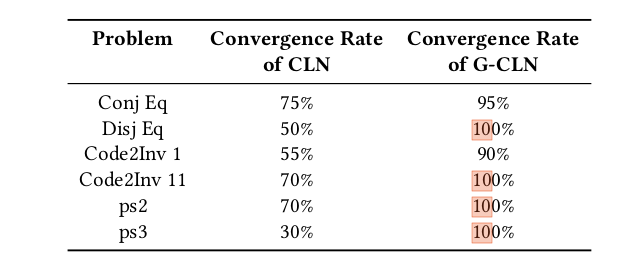 Problem Convergence Rate of CLN Convergence Rate of G-CLN
Conj Eq 75% 95%
Disj Eq 50% 100%
Code2Inv 1 55% 90%
Code2Inv 11 70% 100%
ps2 70% 100%
ps3 30% 100%